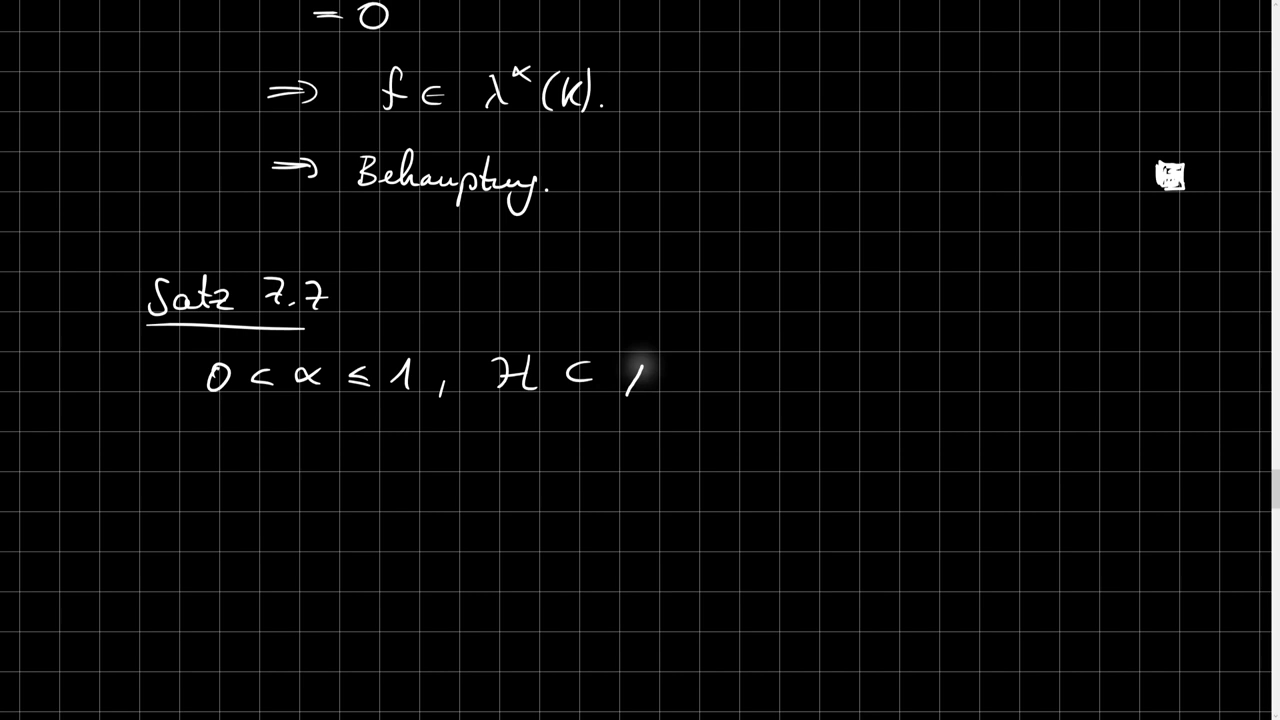 = 0
⇒ f ∈ λ^α (K).
⇒ Behauptung.
Satz 7.7
0 < α ≤ 1, ℋ ⊂